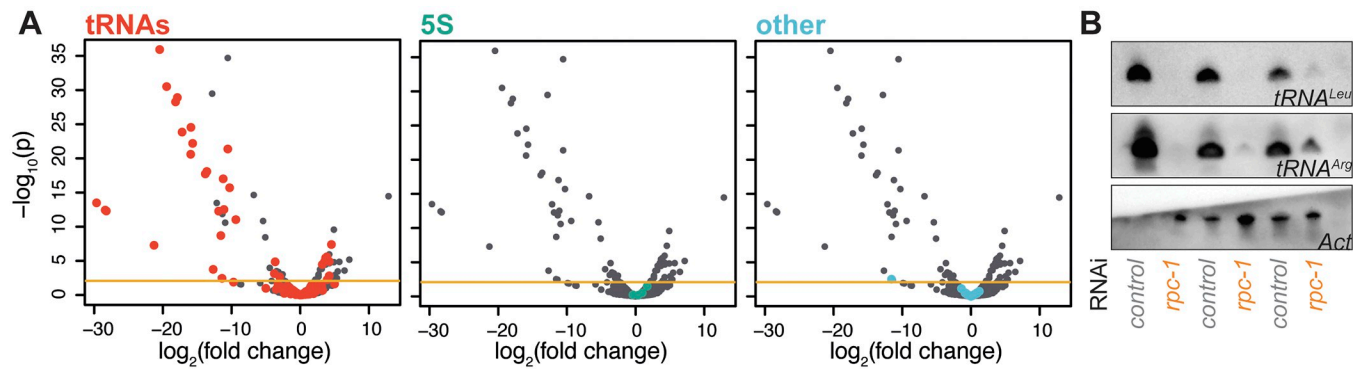 A
tRNAs
5S
other
B
−log10(p)
35
30
25
20
15
10
5
0
−30
−20
−10
0
10
−30
−20
−10
0
10
−30
−20
−10
0
10
log2(fold change)
log2(fold change)
log2(fold change)
tRNALeu
tRNAArg
Act
RNAi
control
rpc-1
control
rpc-1
control
rpc-1